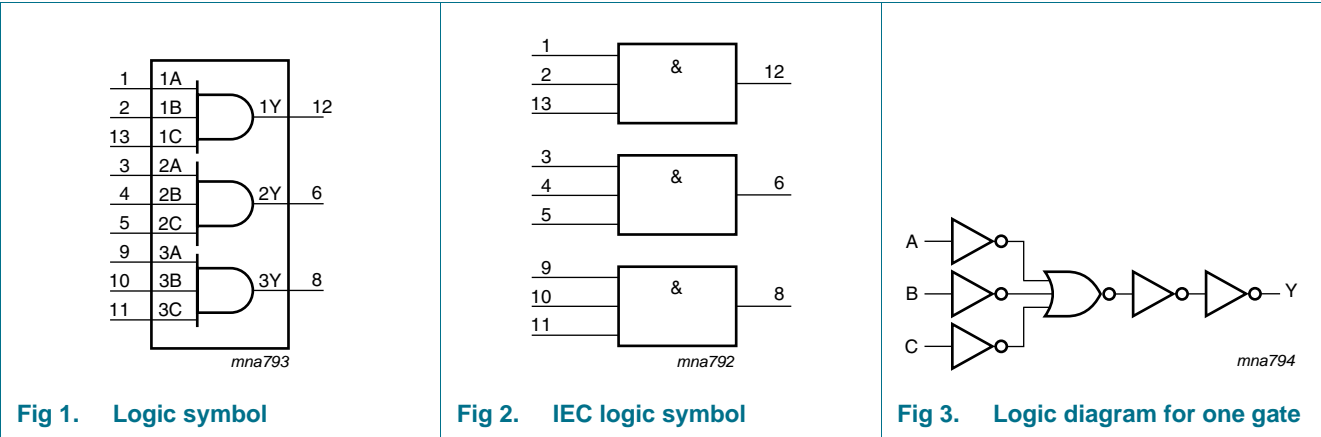 1 1A
2 1B 1Y 12
13 1C
3 2A
4 2B 2Y 6
5 2C
9 3A
10 3B 3Y 8
11 3C
mna793
Fig 1. Logic symbol
1
& 12
2
13
3
& 6
4
5
9
& 8
10
11
mna792
Fig 2. IEC logic symbol
A
B Y
C
mna794
Fig 3. Logic diagram for one gate